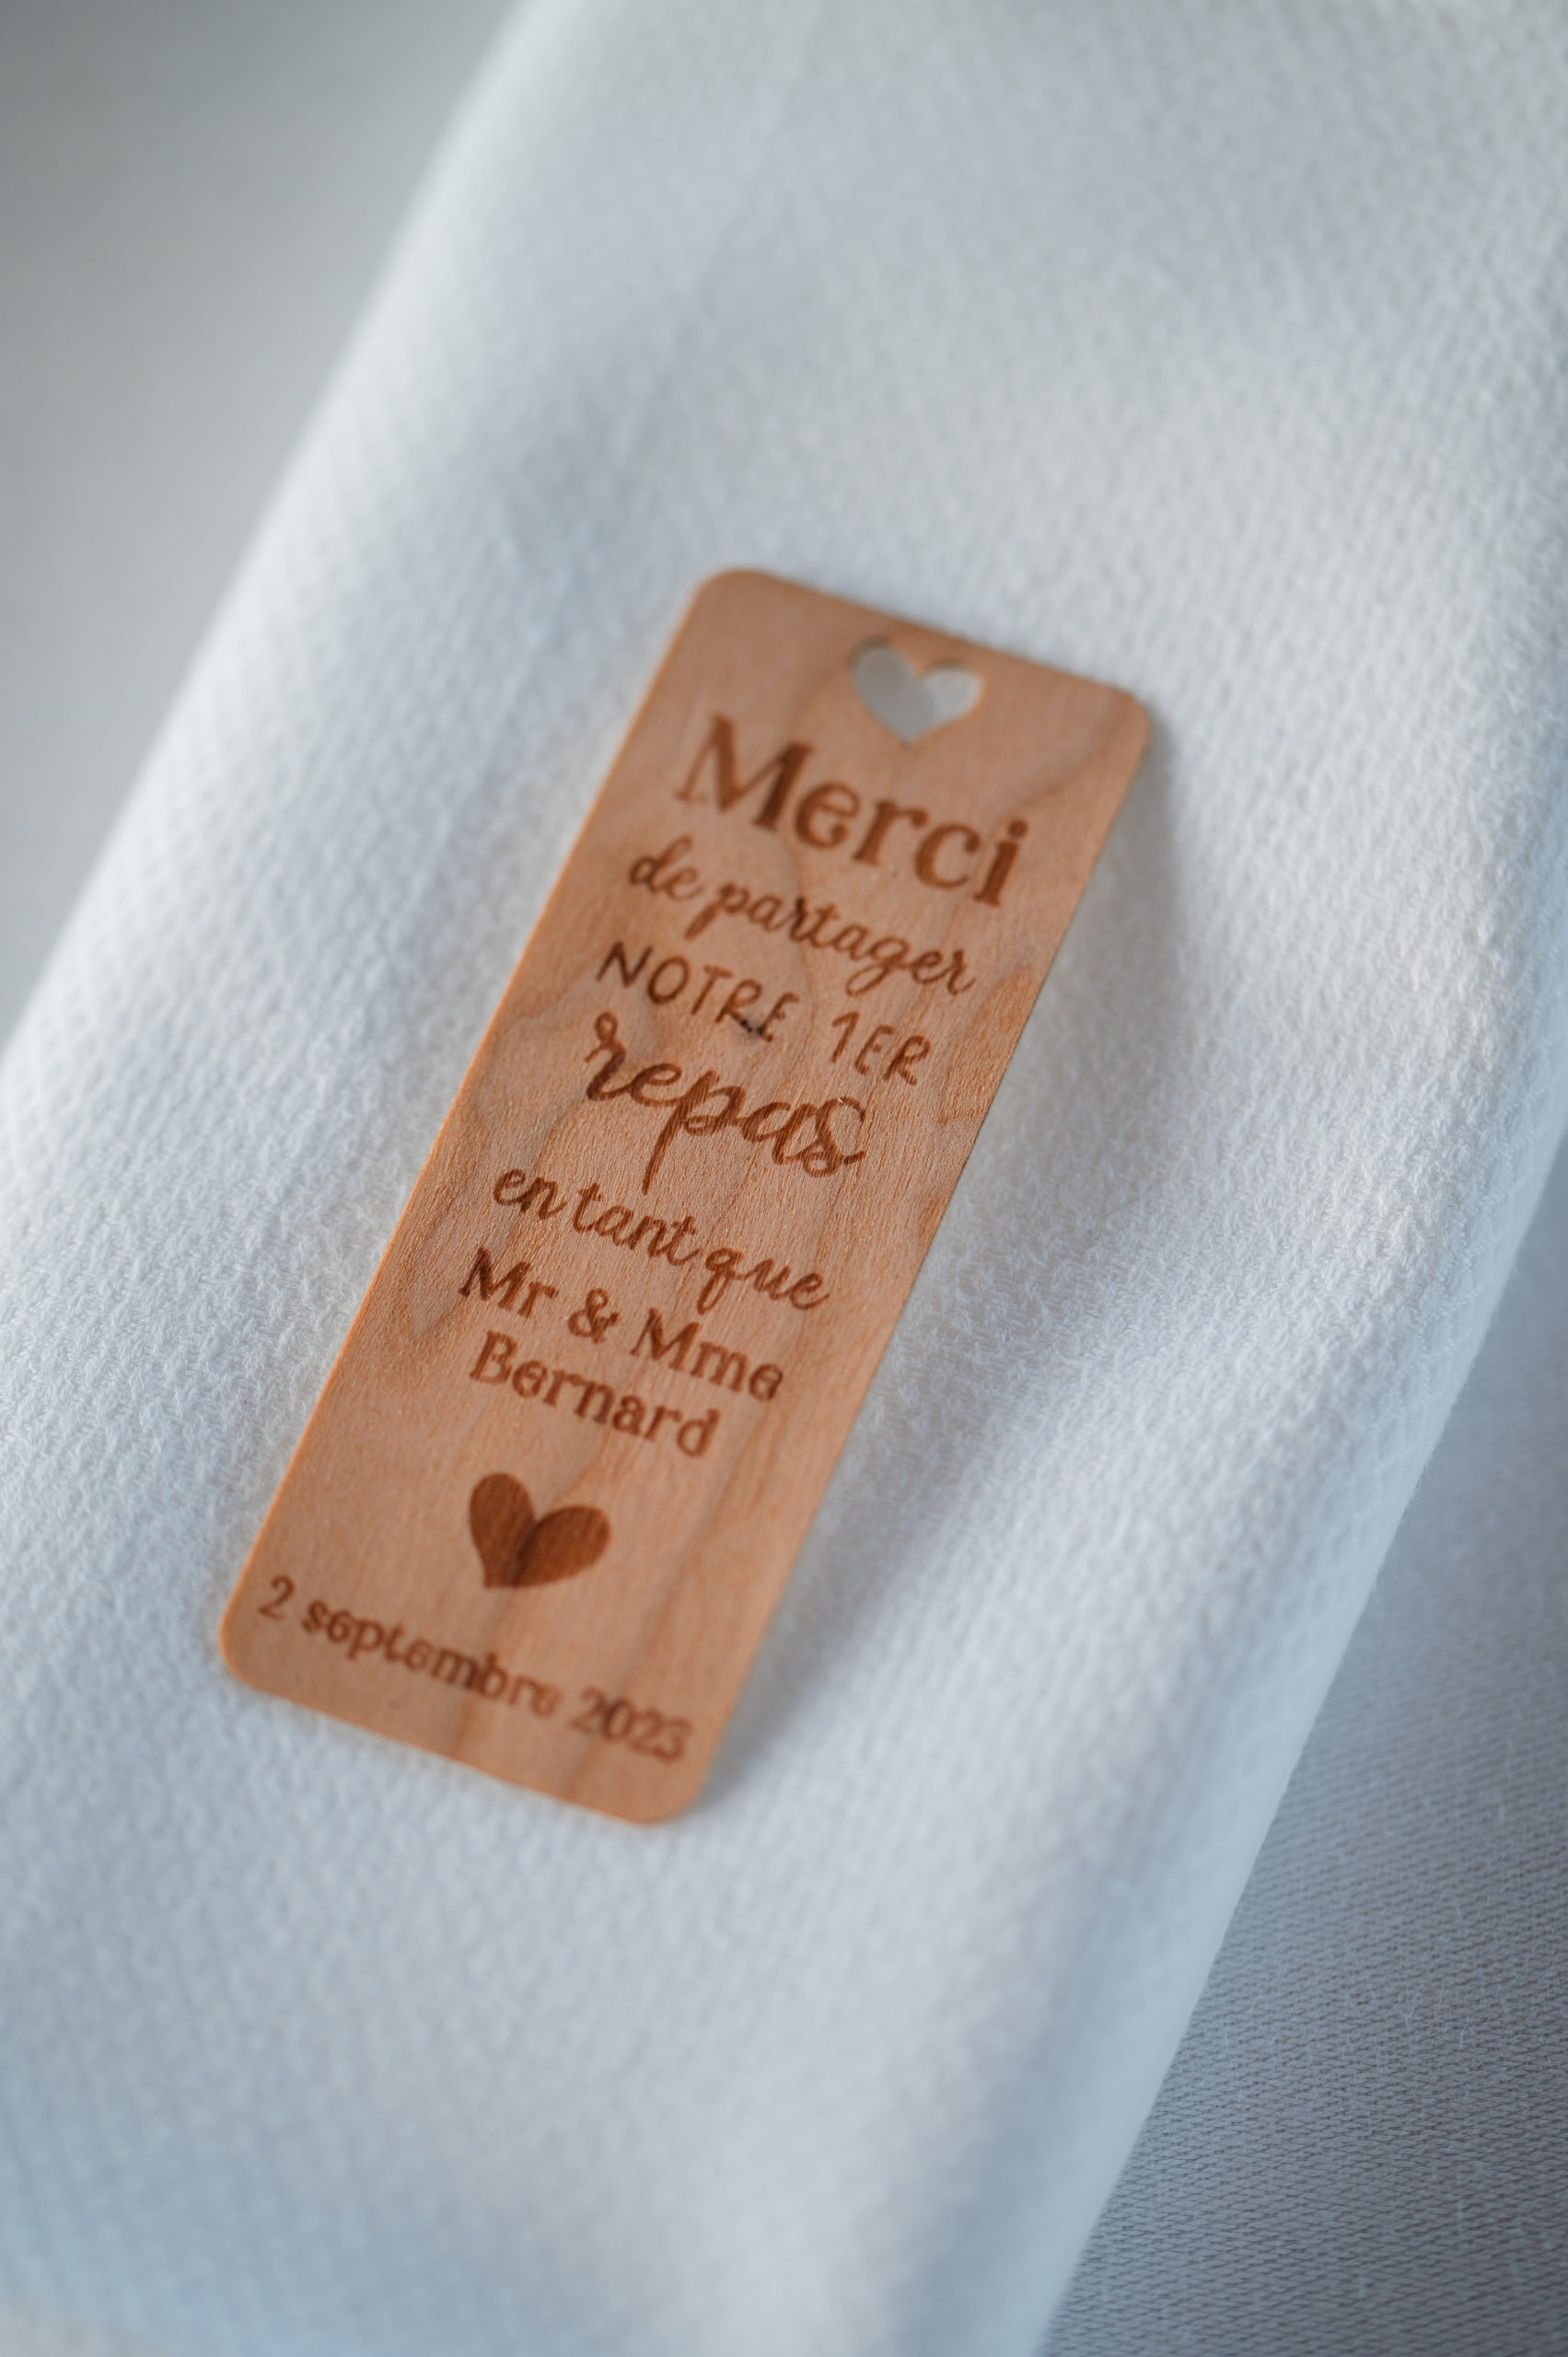 Merci
de partager
NOTRE 1ER
repas
en tant que
Mr & Mme
Bernard
2 septembre 2023